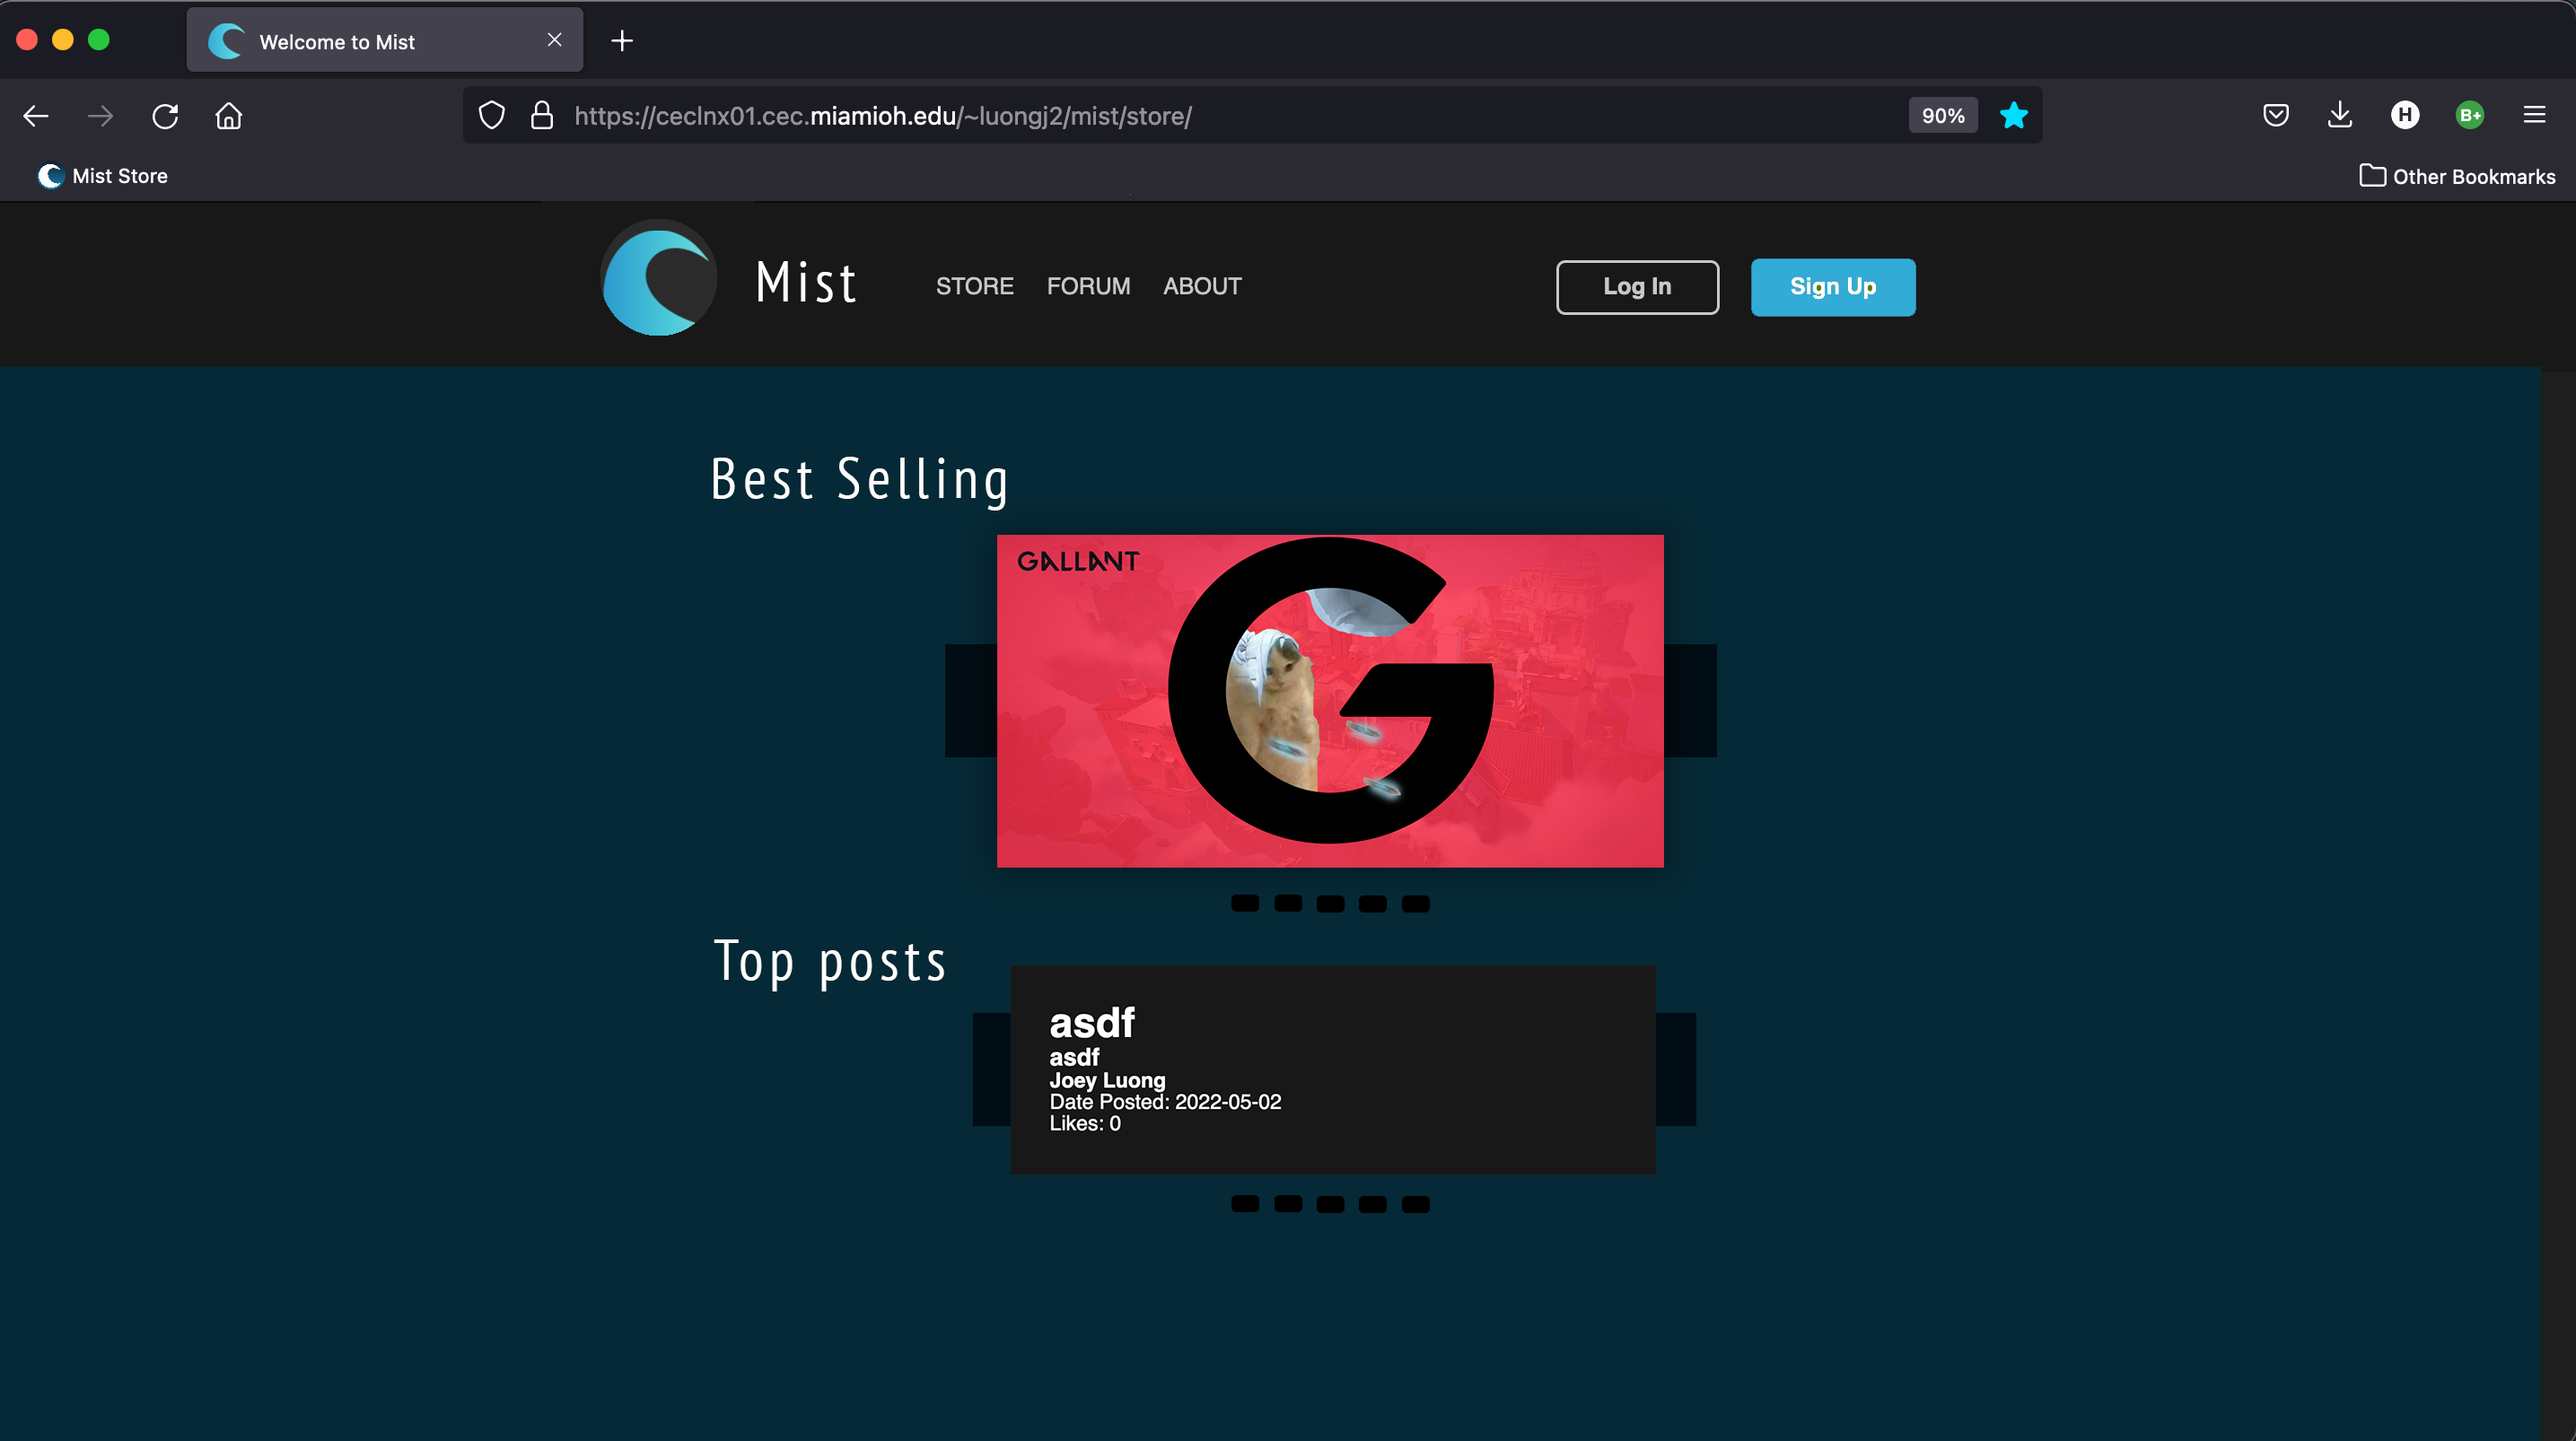 Welcome to Mist
https://ceclnx01.cec.miamioh.edu/~luongj2/mist/store/
90%
H
B+
Mist Store
Other Bookmarks
Mist
STORE
FORUM
ABOUT
Log In
Sign Up
Best Selling
GALLANT
G
Top posts
asdf
asdf
Joey Luong
Date Posted: 2022-05-02
Likes: 0